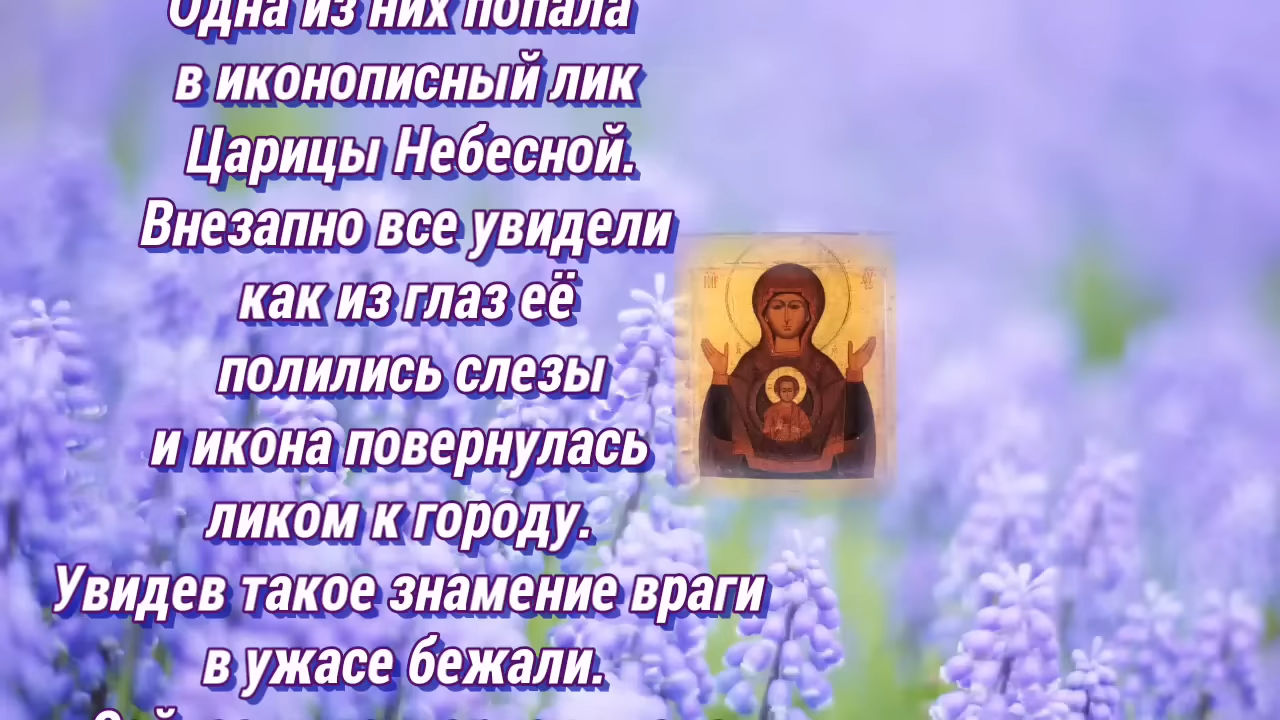 Одна из них попала
в иконописный лик
Царицы Небесной.
Внезапно все увидели
как из глаз её
полились слезы
и икона повернулась
ликом к городу.
Увидев такое знамение враги
в ужасе бежали.